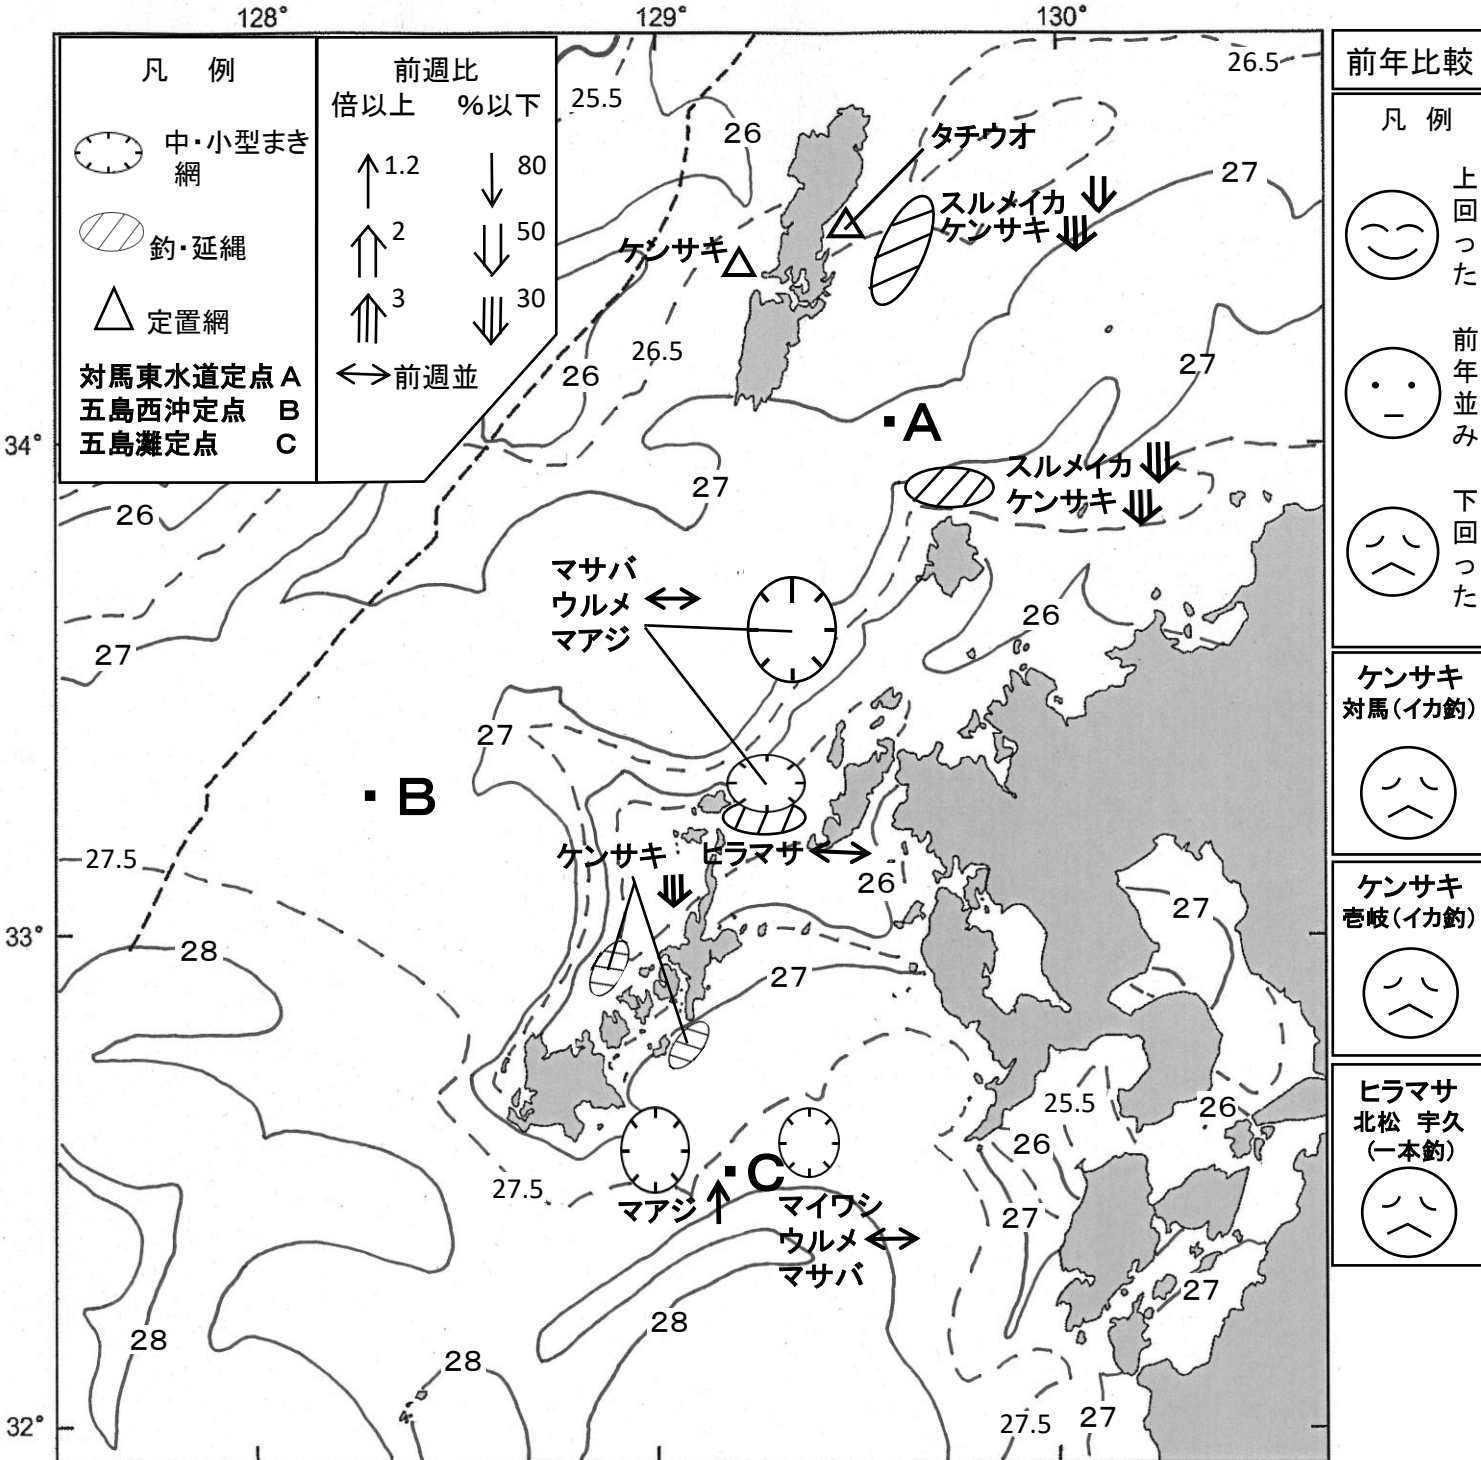 128°
129°
130°
34°
33°
32°
凡　例
中・小型まき
網
釣・延縄
定置網
対馬東水道定点 A
五島西沖定点　B
五島灘定点　C
前週比
倍以上　%以下
1.2
80
2
50
3
30
前週並
25.5
26
26.5
タチウオ
スルメイカ
ケンサキ
27
ケンサキ
26.5
26
27
A
27
スルメイカ
ケンサキ
26
マサバ
ウルメ
マアジ
26
27
27
B
27.5
ケンサキ
ヒラマサ
26
27
28
27
25.5
26
26
27.5
C
マアジ
マイワシ
ウルメ
マサバ
27
27
28
28
28
27.5
27
前年比較
凡　例
上回った
前年並み
下回った
ケンサキ
対馬(イカ釣)
ケンサキ
壱岐(イカ釣)
ヒラマサ
北松　宇久
(一本釣)